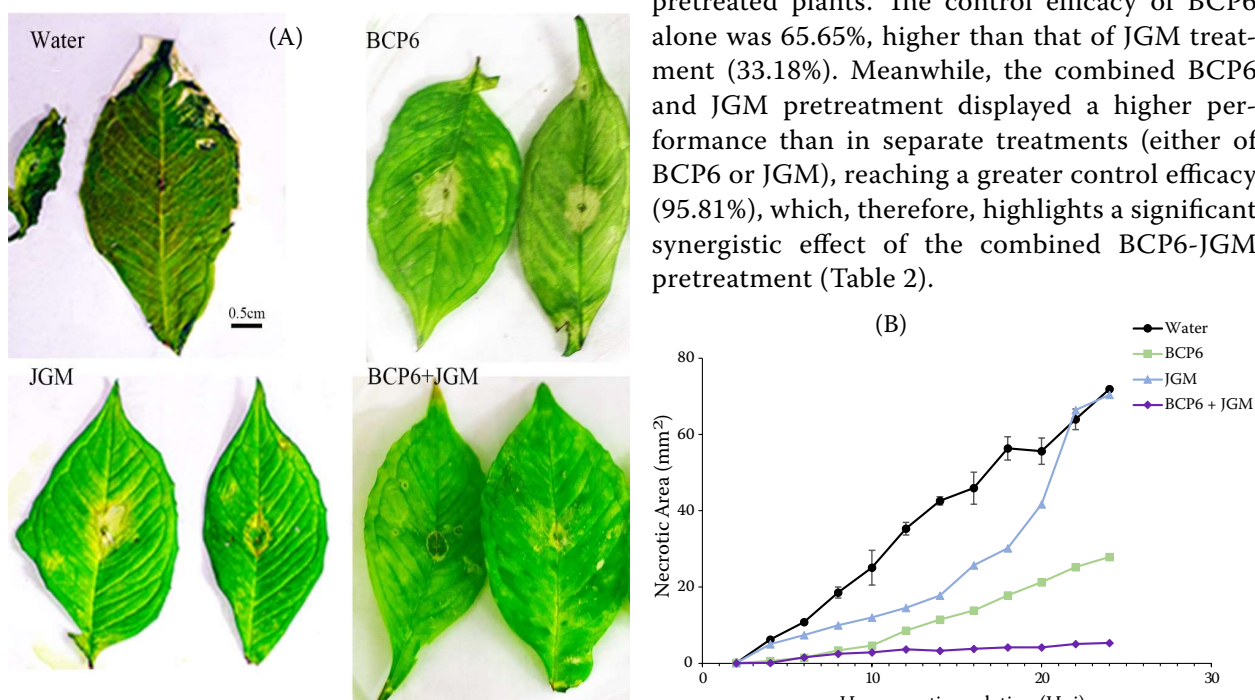 Water
(A)
BCP6
0.5cm
JGM
BCP6+JGM
pretreated plants. The control efficacy of BCP6
alone was 65.65%, higher than that of JGM treat-
ment (33.18%). Meanwhile, the combined BCP6
and JGM pretreatment displayed a higher per-
formance than in separate treatments (either of
BCP6 or JGM), reaching a greater control efficacy
(95.81%), which, therefore, highlights a significant
synergistic effect of the combined BCP6-JGM
pretreatment (Table 2).
(B)
Water
BCP6
JGM
BCP6 + JGM
Necrotic Area (mm²)
80
60
40
20
0
0
10
20
30